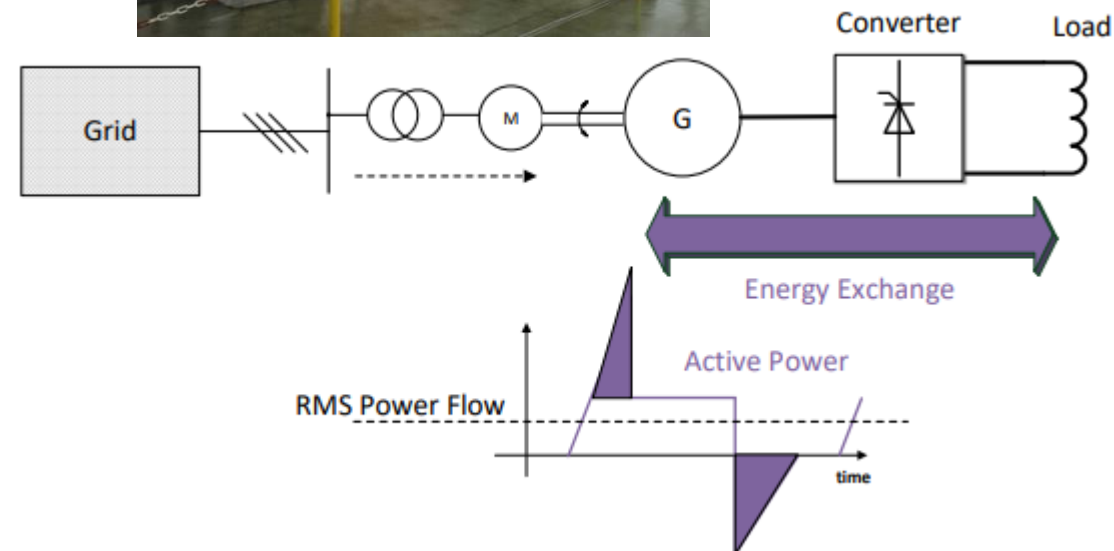 Converter
Load
Grid
M
G
Energy Exchange
Active Power
RMS Power Flow
time